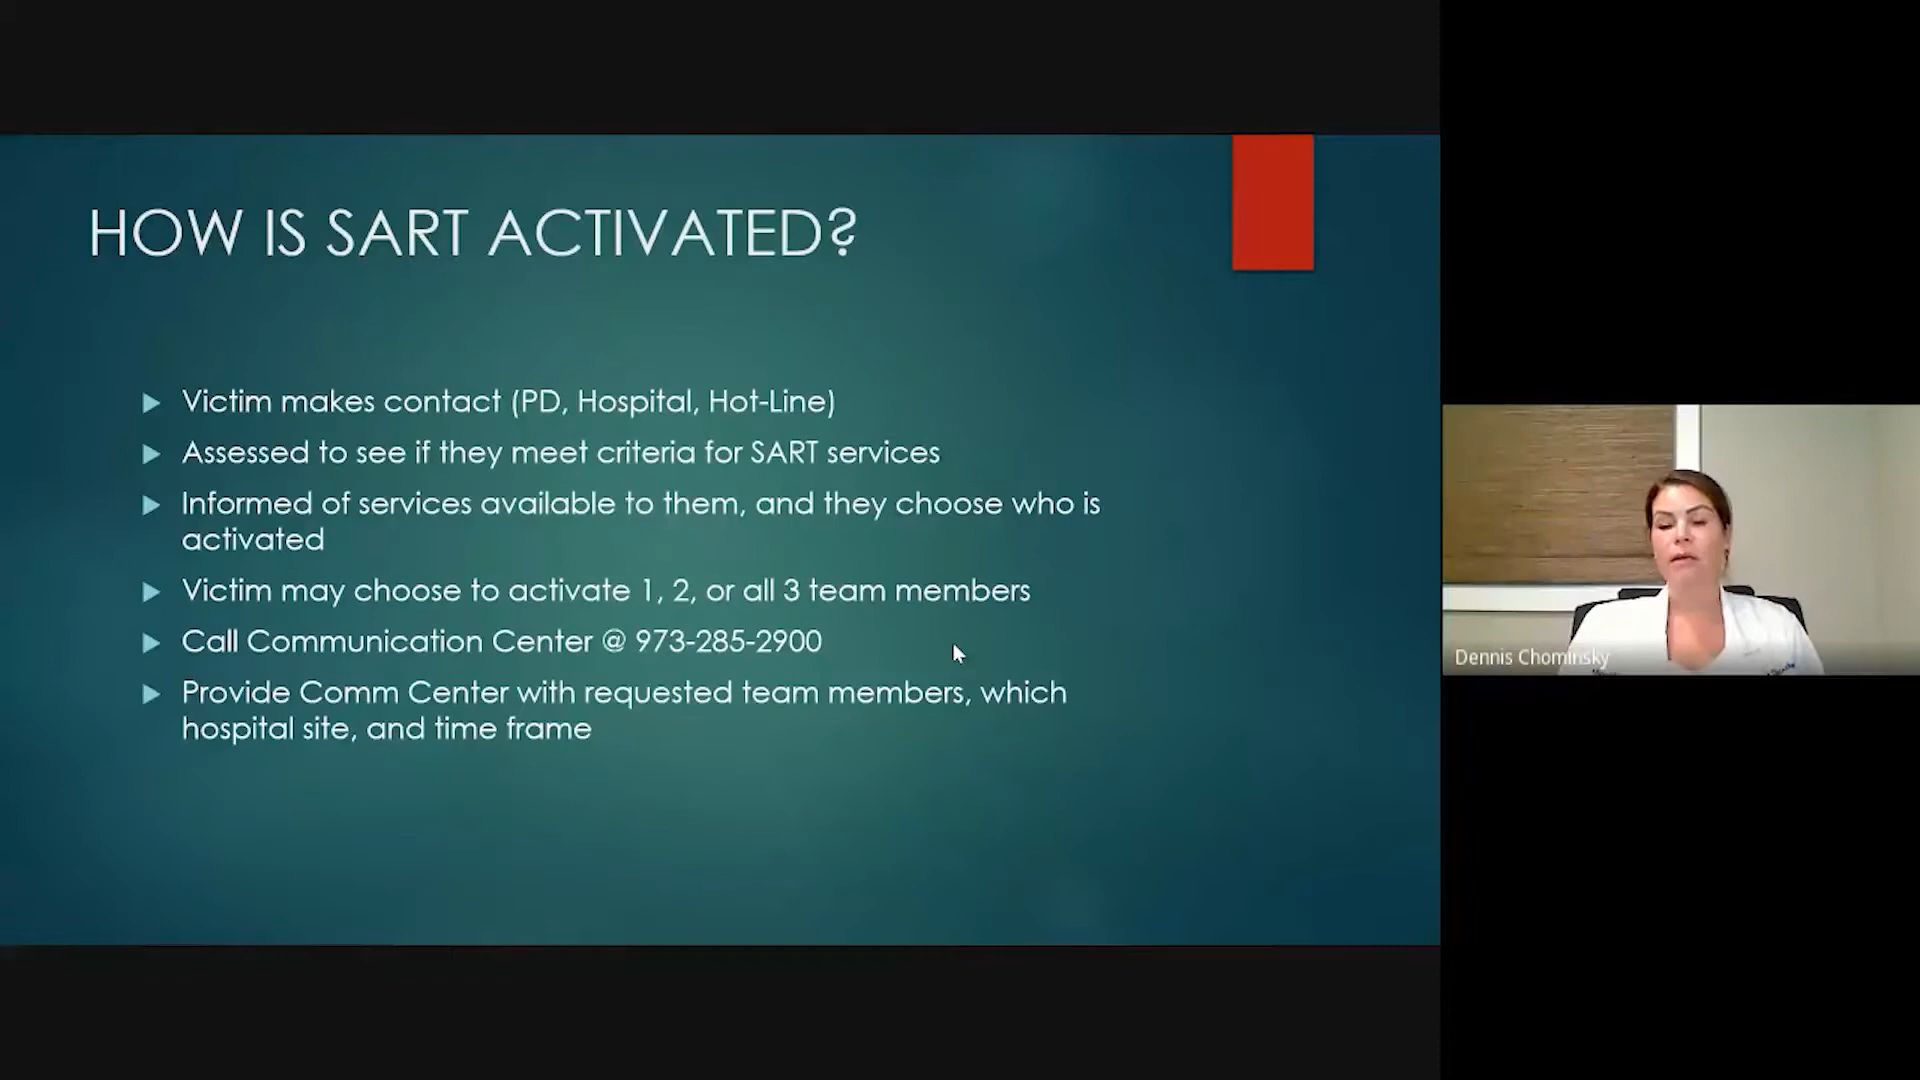 HOW IS SART ACTIVATED?
Victim makes contact (PD, Hospital, Hot-Line)
Assessed to see if they meet criteria for SART services
Informed of services available to them, and they choose who is
activated
Victim may choose to activate 1, 2, or all 3 team members
Call Communication Center @ 973-285-2900
Provide Comm Center with requested team members, which
hospital site, and time frame
Dennis Chominsky